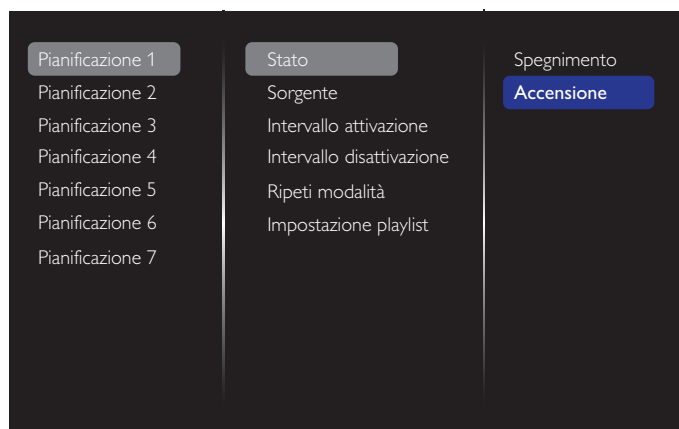 Pianificazione 1
Pianificazione 2
Pianificazione 3
Pianificazione 4
Pianificazione 5
Pianificazione 6
Pianificazione 7
Stato
Sorgente
Intervallo attivazione
Intervallo disattivazione
Ripeti modalità
Impostazione playlist
Spegnimento
Accensione